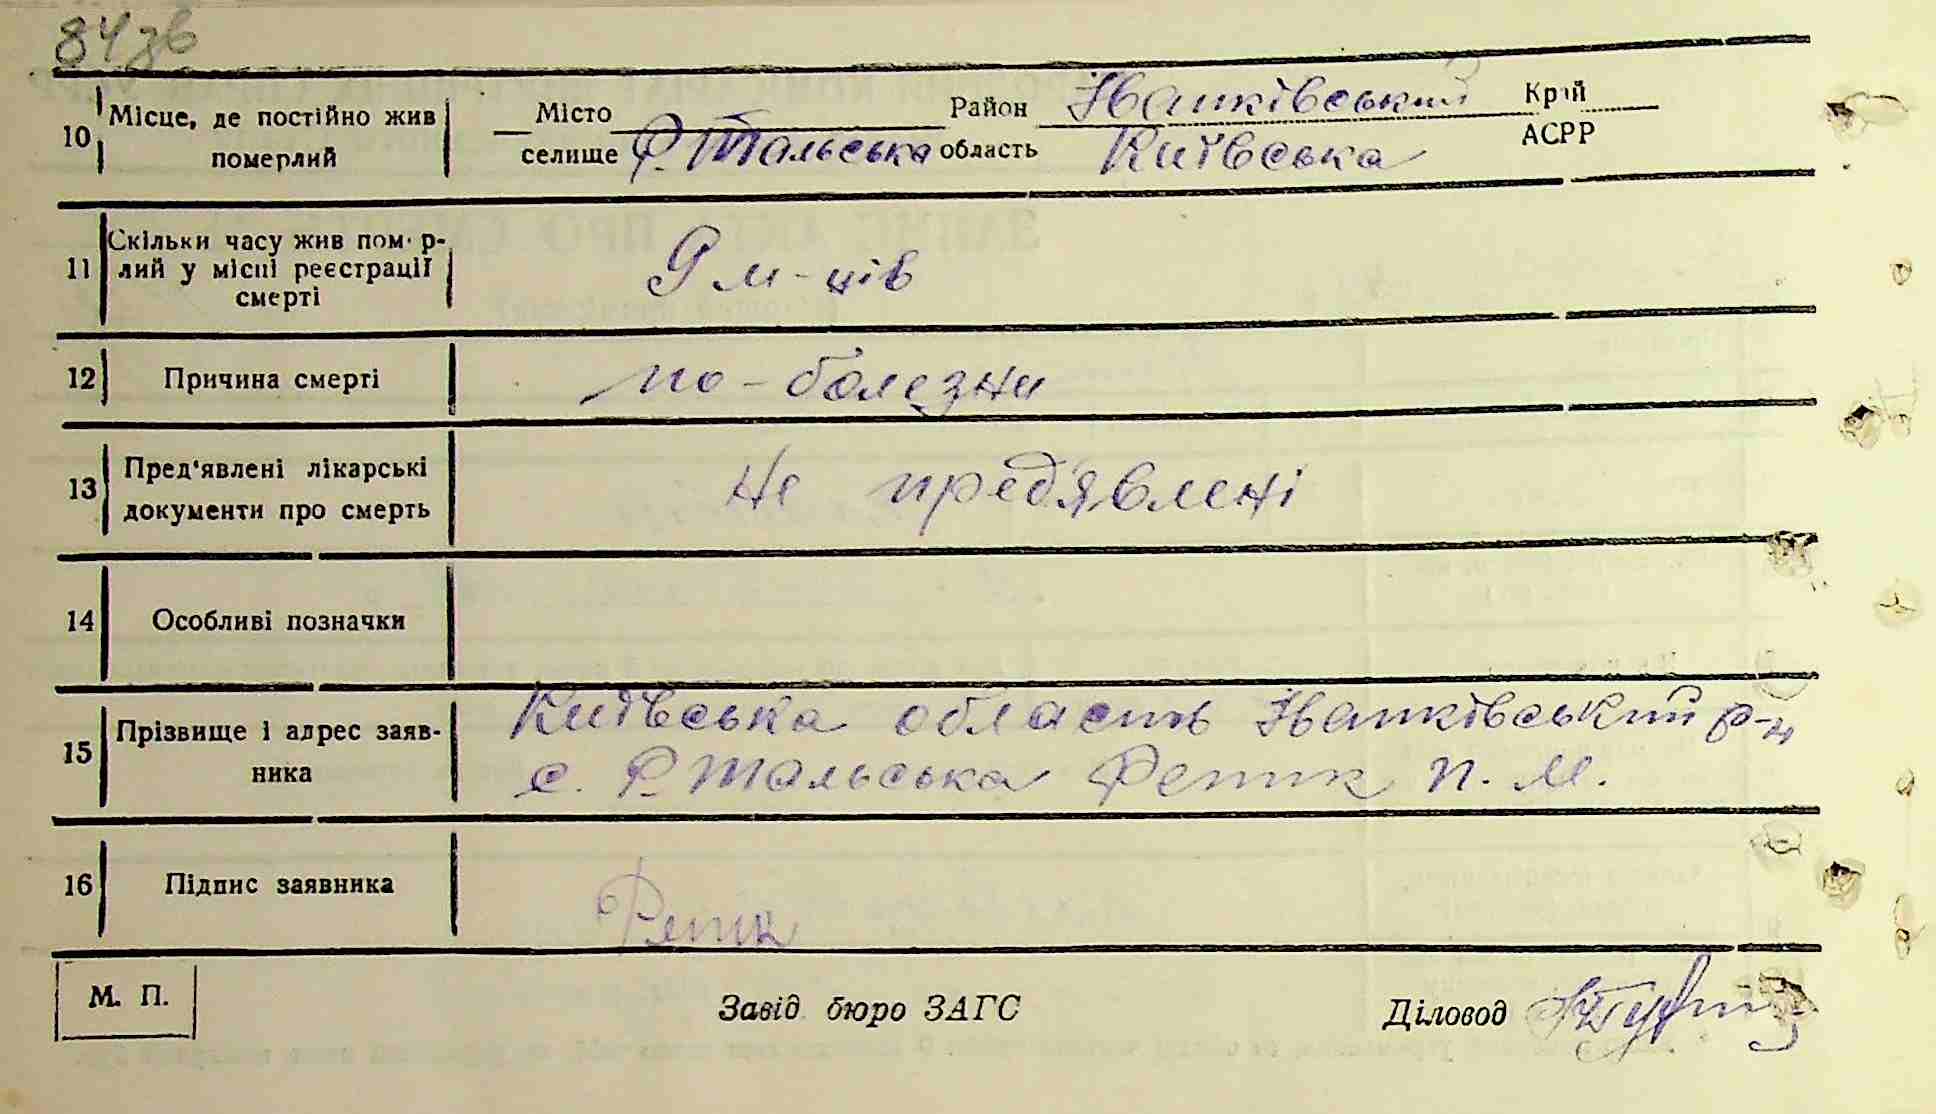 84зв
10 Місце, де постійно жив померлий
Місто Район Іванківський Край
селище Р. Тальська область Київська АСРР
11 Скільки часу жив помер-
лий у місці реєстрації
смерті
9 м-ців
12 Причина смерті по-болезни
13 Пред'явлені лікарські
документи про смерть
не предявлені
14 Особливі позначки
15 Прізвище і адрес заяв-
ника
Київська область Іванківський р-н
с. Р. Тальська Репик П. М.
16 Підпис заявника Репик
М. П. Завід бюро ЗАГС Діловод